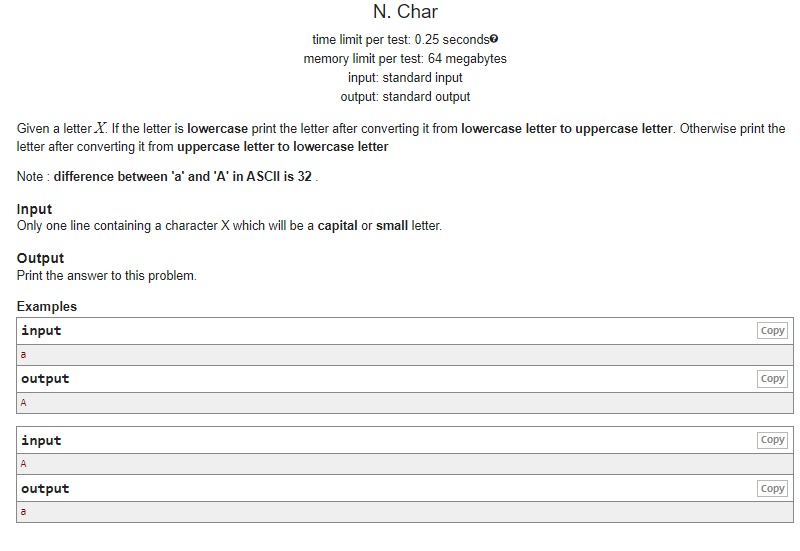 N. Char
time limit per test: 0.25 seconds?
memory limit per test: 64 megabytes
input: standard input
output: standard output
Given a letter X. If the letter is lowercase print the letter after converting it from lowercase letter to uppercase letter. Otherwise print the
letter after converting it from uppercase letter to lowercase letter
Note : difference between 'a' and 'A' in ASCII is 32 .
Input
Only one line containing a character X which will be a capital or small letter.
Output
Print the answer to this problem.
Examples
input Copy
a
output Copy
A
input Copy
A
output Copy
a